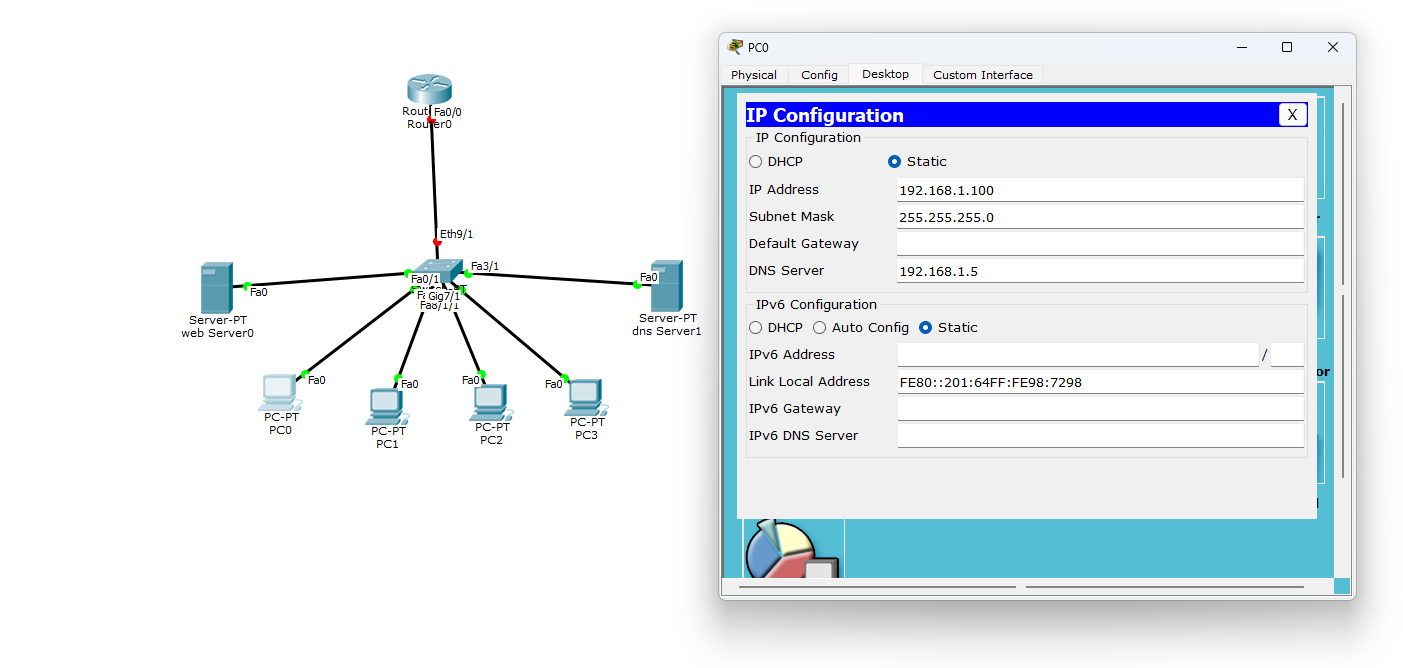 Fa0/0
Router0
Eth9/1
Fa3/1
Fa0/1
Gig7/1
Fa8/1/1
Fa0
Server-PT
web Server0
Fa0
Server-PT
dns Server1
Fa0
PC-PT
PC0
Fa0
PC-PT
PC1
Fa0
PC-PT
PC2
Fa0
PC-PT
PC3
PC0
Physical Config Desktop Custom Interface
IP Configuration X
IP Configuration
DHCP Static
IP Address 192.168.1.100
Subnet Mask 255.255.255.0
Default Gateway
DNS Server 192.168.1.5
IPv6 Configuration
DHCP Auto Config Static
IPv6 Address /
Link Local Address FE80::201:64FF:FE98:7298
IPv6 Gateway
IPv6 DNS Server